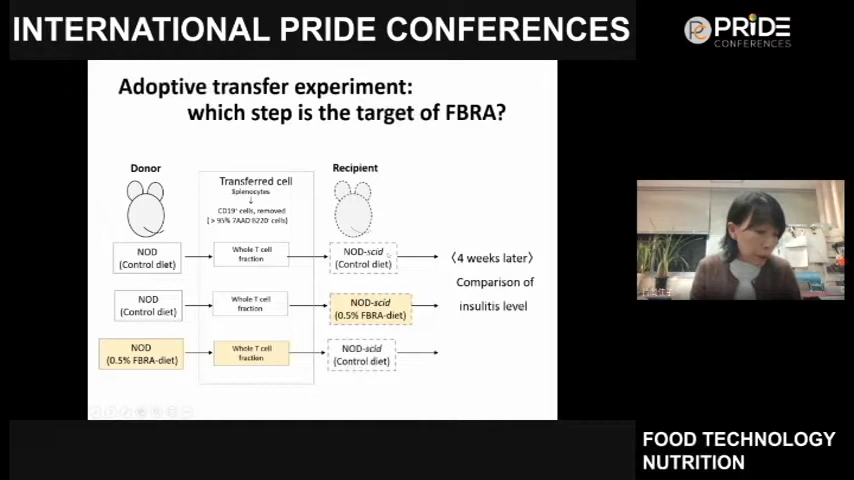 INTERNATIONAL PRIDE CONFERENCES
PRIDE
CONFERENCES
Adoptive transfer experiment:
which step is the target of FBRA?
Donor
Transferred cell
Splenocytes
↓
CD19⁺ cells, removed
Recipient
NOD
(Control diet)
Whole T cell
fraction
NOD-scid
(Control diet)
NOD
(Control diet)
Whole T cell
fraction
NOD-scid
(0.5% FBRA-diet)
NOD
(0.5% FBRA-diet)
Whole T cell
fraction
NOD-scid
(Control diet)
(4 weeks later)
Comparison of
insulitis level
FOOD TECHNOLOGY
NUTRITION